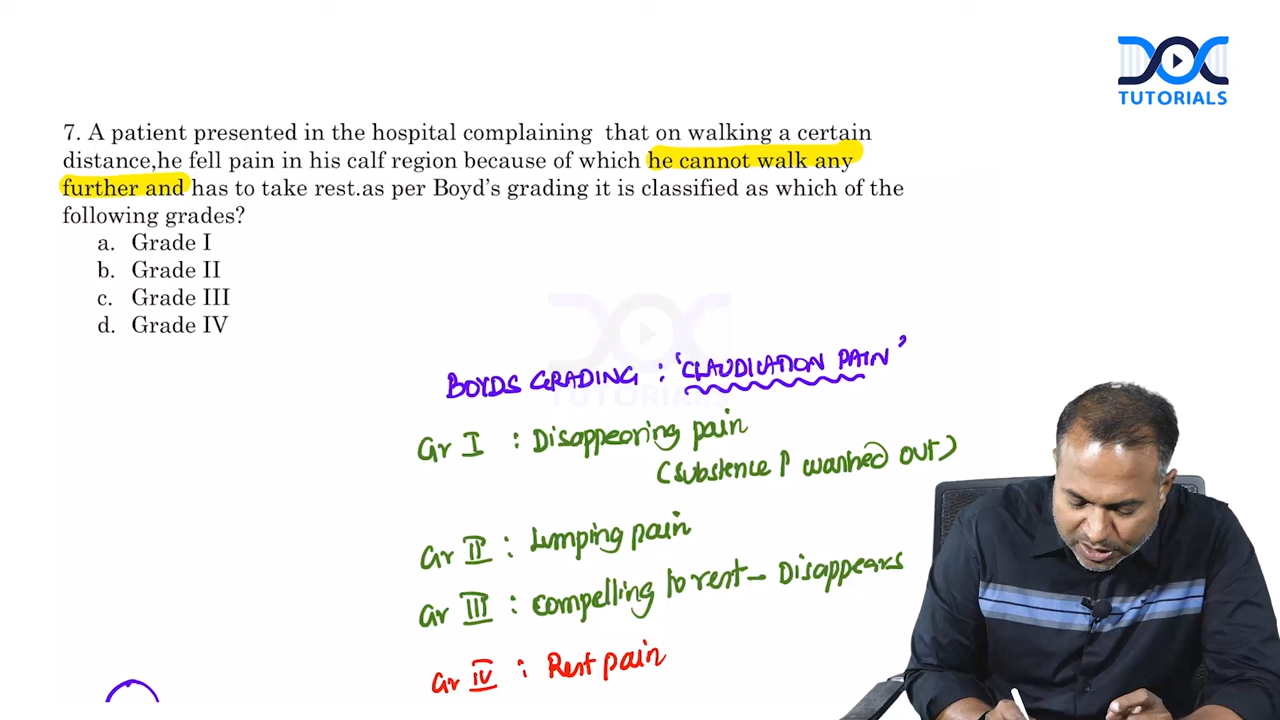 DOC
TUTORIALS
7. A patient presented in the hospital complaining that on walking a certain
distance,he fell pain in his calf region because of which he cannot walk any
further and has to take rest.as per Boyd's grading it is classified as which of the
following grades?
a. Grade I
b. Grade II
c. Grade III
d. Grade IV
BOYDS GRADING : 'CLAUDICATION PAIN'
TUTORIALS
Gr I : Disappearing pain
(Substence P washed out)
Gr II : Limping pain
Gr III : Compelling to rest - Disappears
Gr IV : Rest pain